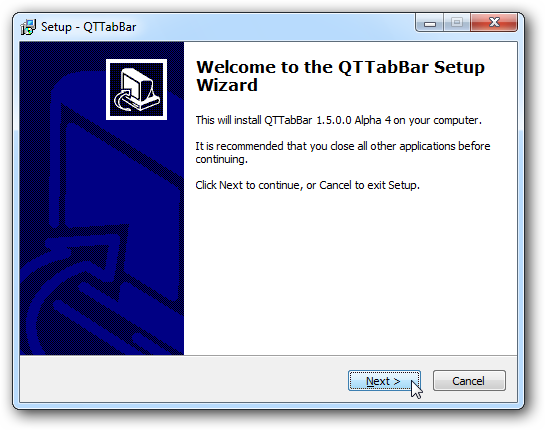 Setup - QTTabBar
Welcome to the QTTabBar Setup
Wizard
This will install QTTabBar 1.5.0.0 Alpha 4 on your computer.
It is recommended that you close all other applications before
continuing.
Click Next to continue, or Cancel to exit Setup.
Next >
Cancel